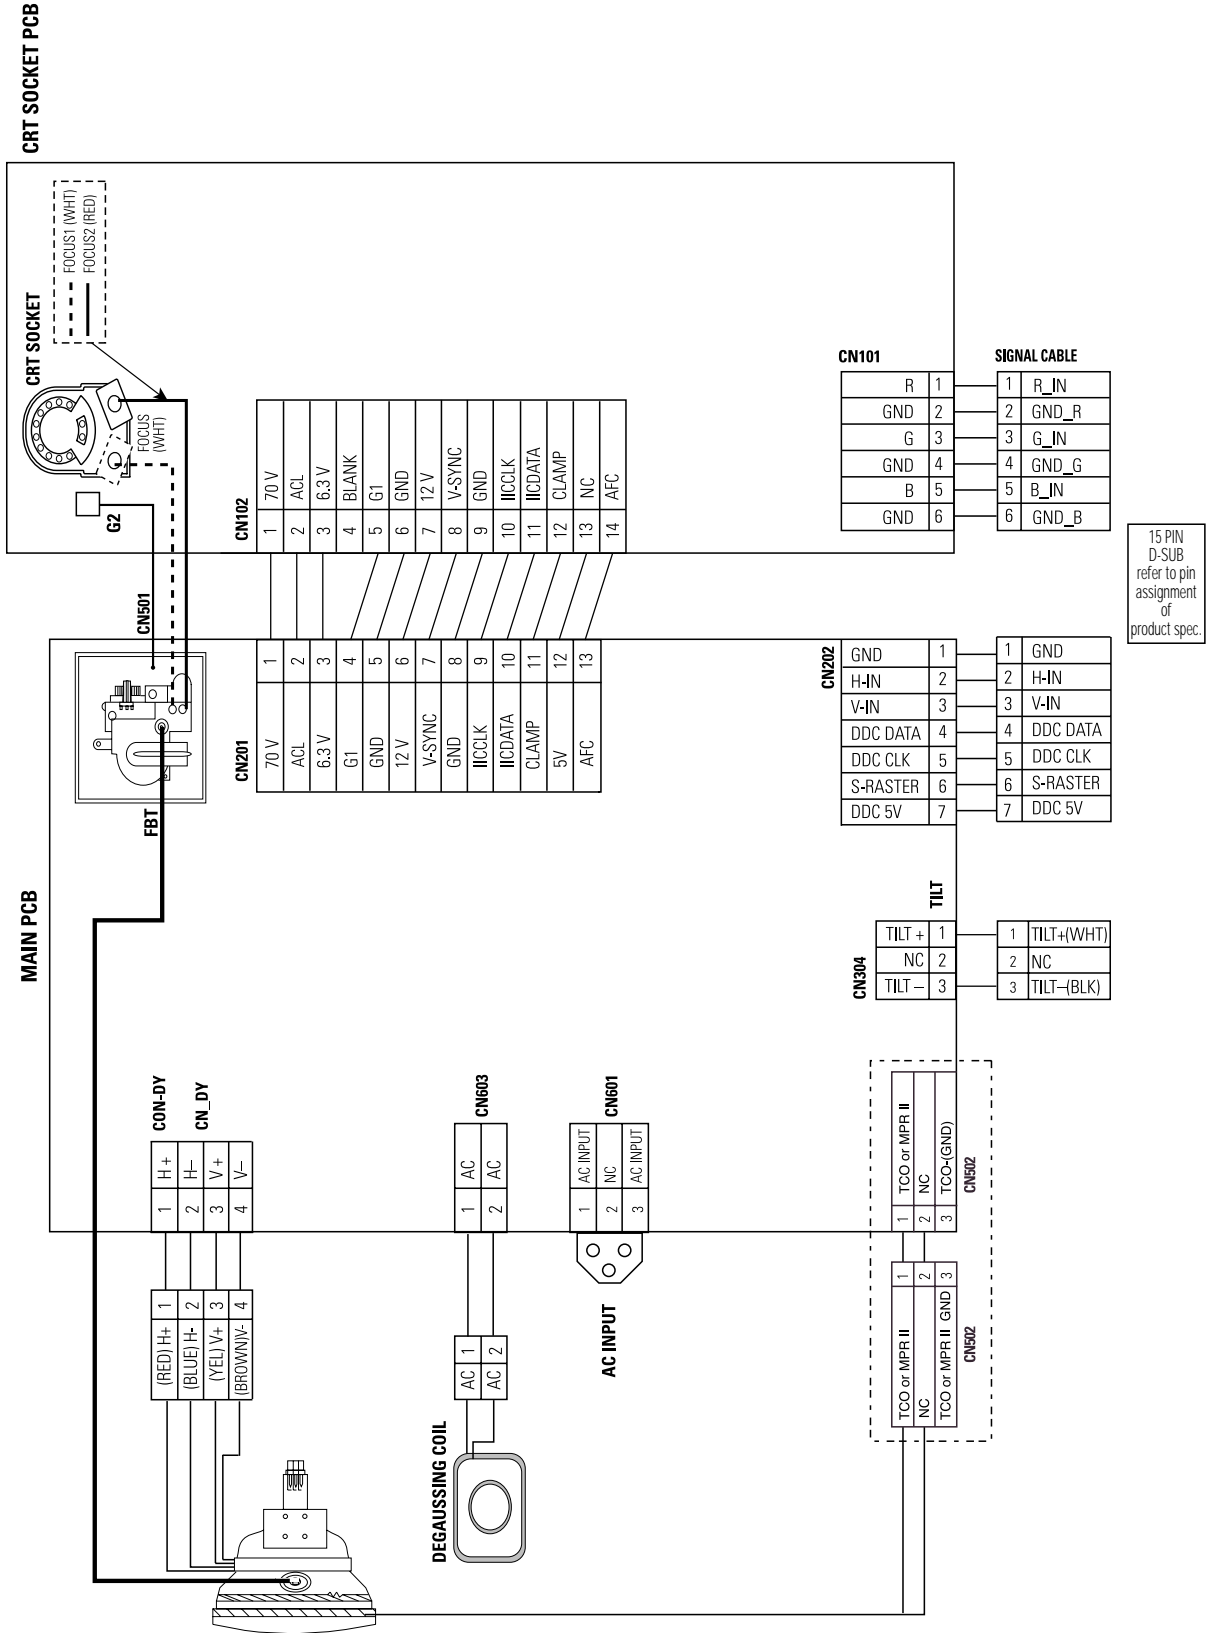 CRT SOCKET PCB
FOCUS1 (WHT)
FOCUS2 (RED)
CRT SOCKET
FOCUS
(WHT)
G2
CN102
1 70 V
2 ACL
3 6.3 V
4 BLANK
5 G1
6 GND
7 12 V
8 V-SYNC
9 GND
10 IICCLK
11 IICDATA
12 CLAMP
13 NC
14 AFC
CN101
R 1
GND 2
G 3
GND 4
B 5
GND 6
SIGNAL CABLE
1 R_IN
2 GND_R
3 G_IN
4 GND_G
5 B_IN
6 GND_B
15 PIN
D-SUB
refer to pin
assignment
of
product spec.
MAIN PCB
CN501
FBT
CN201
70 V 1
ACL 2
6.3 V 3
G1 4
GND 5
12 V 6
V-SYNC 7
GND 8
IICCLK 9
IICDATA 10
CLAMP 11
5V 12
AFC 13
CN202
GND 1
H-IN 2
V-IN 3
DDC DATA 4
DDC CLK 5
S-RASTER 6
DDC 5V 7
1 GND
2 H-IN
3 V-IN
4 DDC DATA
5 DDC CLK
6 S-RASTER
7 DDC 5V
TILT
CN304
TILT + 1
NC 2
TILT – 3
1 TILT+(WHT)
2 NC
3 TILT–(BLK)
CON-DY
CN_DY
1 H +
2 H–
3 V +
4 V–
(RED) H+ 1
(BLUE) H- 2
(YEL) V+ 3
(BROWN)V- 4
CN603
1 AC
2 AC
AC 1
AC 2
DEGAUSSING COIL
CN601
1 AC INPUT
2 NC
3 AC INPUT
AC INPUT
1 TCO or MPR II
2 NC
3 TCO-(GND)
CN502
TCO or MPR II 1
NC 2
TCO or MPR II GND 3
CN502